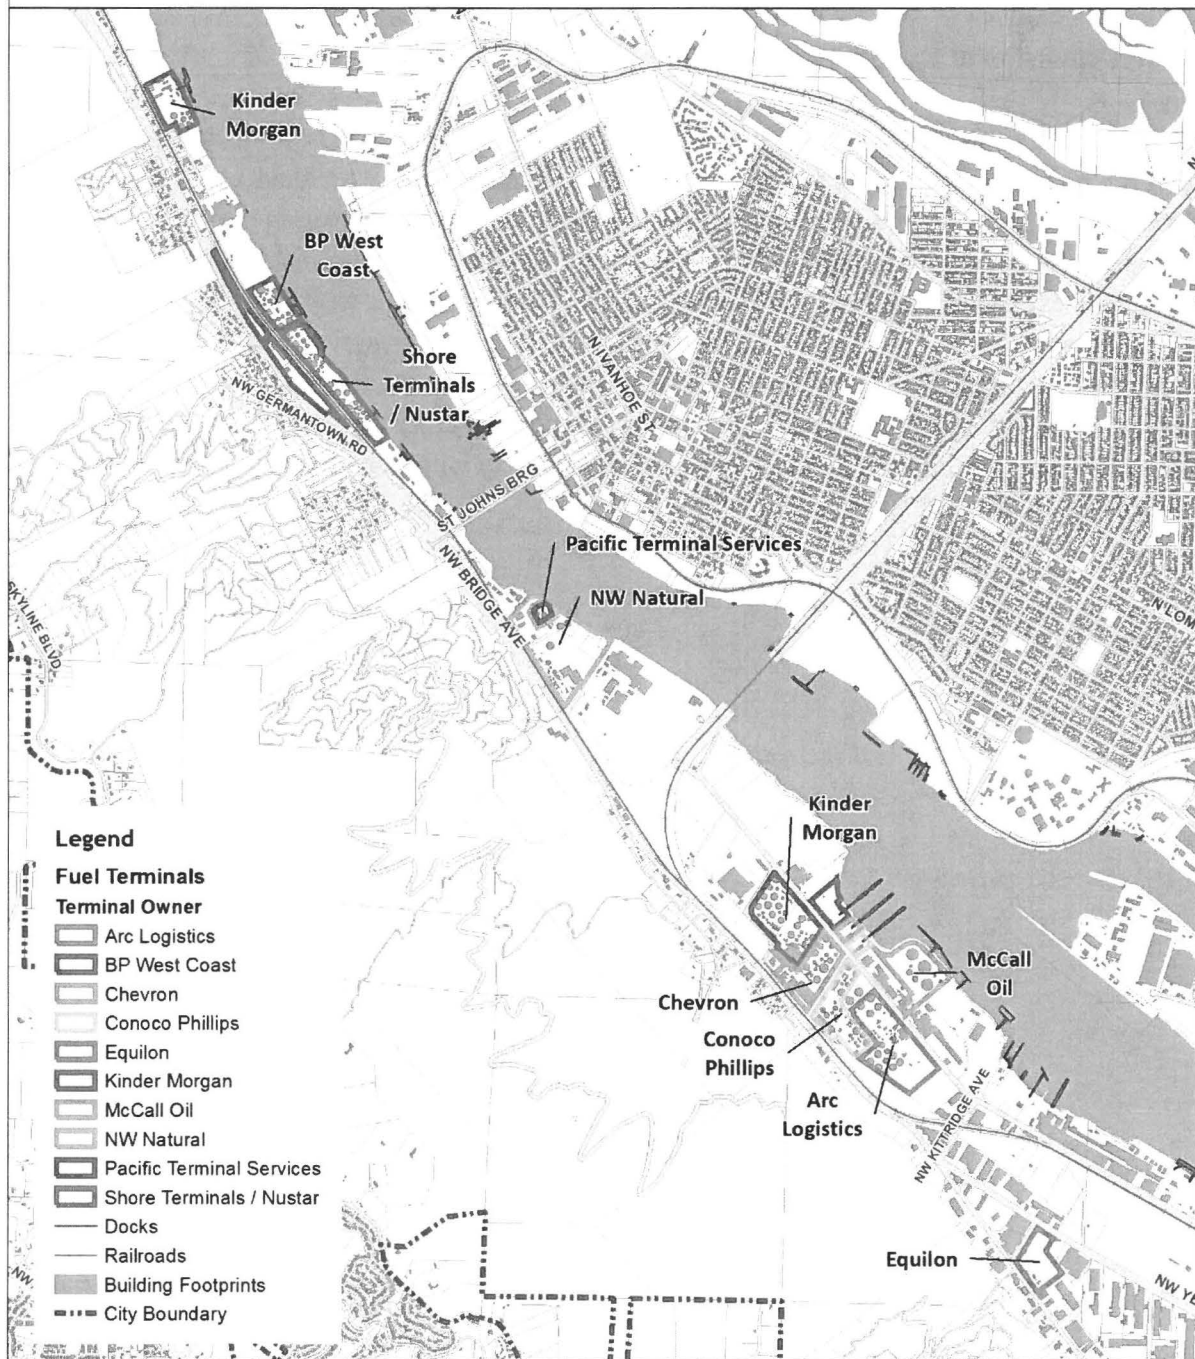 Kinder
Morgan
BP West
Coast
Shore
Terminals
/ Nustar
NW GERMANTOWN RD
N IVANHOE ST
ST JOHNS BRG
Pacific Terminal Services
NW Natural
NW BRIDGE AVE
SKYLINE BLVD
N LOM
Kinder
Morgan
McCall
Oil
Chevron
Conoco
Phillips
Arc
Logistics
NW KITTRIDGE AVE
Equilon
NW YE
Legend
Fuel Terminals
Terminal Owner
Arc Logistics
BP West Coast
Chevron
Conoco Phillips
Equilon
Kinder Morgan
McCall Oil
NW Natural
Pacific Terminal Services
Shore Terminals / Nustar
Docks
Railroads
Building Footprints
City Boundary
NW